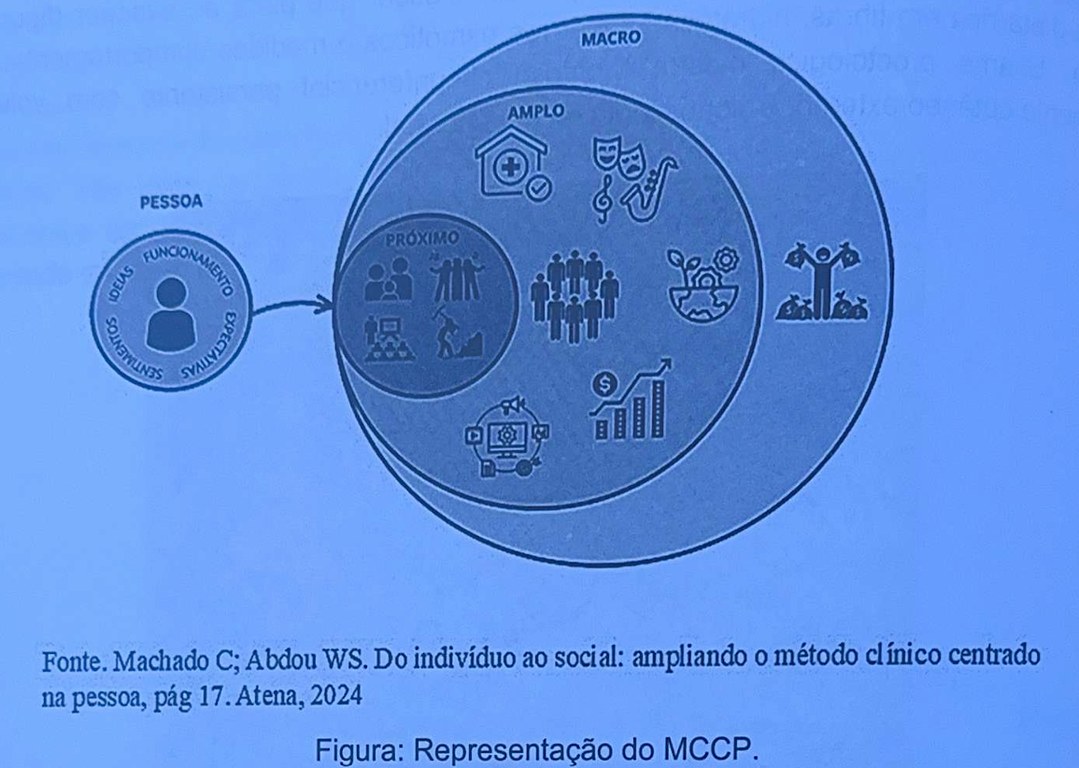 MACRO
AMPLO
PESSOA
PRÓXIMO
FUNCIONAMENTO
IDEIAS
EXPECTATIVAS
SENTIMENTOS
$
Fonte. Machado C; Abdou WS. Do indivíduo ao social: ampliando o método clínico centrado
na pessoa, pág 17. Atena, 2024
Figura: Representação do MCCP.